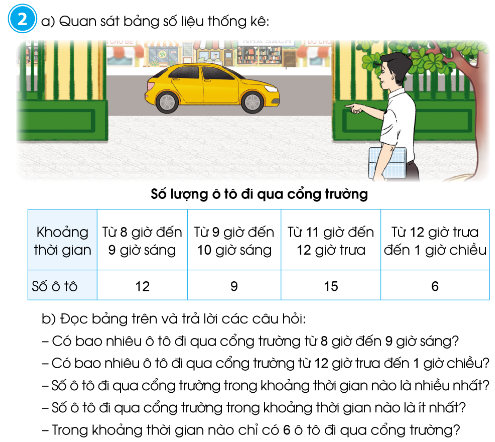 2 a) Quan sát bảng số liệu thống kê:
Số lượng ô tô đi qua cổng trường
Khoảng thời gian | Từ 8 giờ đến 9 giờ sáng | Từ 9 giờ đến 10 giờ sáng | Từ 11 giờ đến 12 giờ trưa | Từ 12 giờ trưa đến 1 giờ chiều
Số ô tô | 12 | 9 | 15 | 6
b) Đọc bảng trên và trả lời các câu hỏi:
– Có bao nhiêu ô tô đi qua cổng trường từ 8 giờ đến 9 giờ sáng?
– Có bao nhiêu ô tô đi qua cổng trường từ 12 giờ trưa đến 1 giờ chiều?
– Số ô tô đi qua cổng trường trong khoảng thời gian nào là nhiều nhất?
– Số ô tô đi qua cổng trường trong khoảng thời gian nào là ít nhất?
– Trong khoảng thời gian nào chỉ có 6 ô tô đi qua cổng trường?